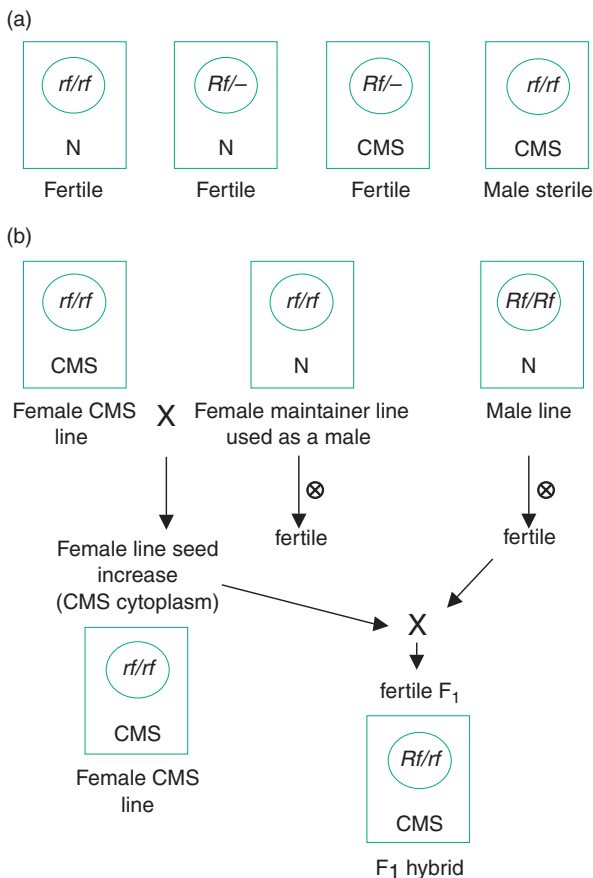 (a)
rf/rf
N
Fertile
Rf/–
N
Fertile
Rf/–
CMS
Fertile
rf/rf
CMS
Male sterile
(b)
rf/rf
CMS
Female CMS
line
X
rf/rf
N
Female maintainer line
used as a male
Rf/Rf
N
Male line
fertile
fertile
Female line seed
increase
(CMS cytoplasm)
X
rf/rf
CMS
Female CMS
line
fertile F1
Rf/rf
CMS
F1 hybrid